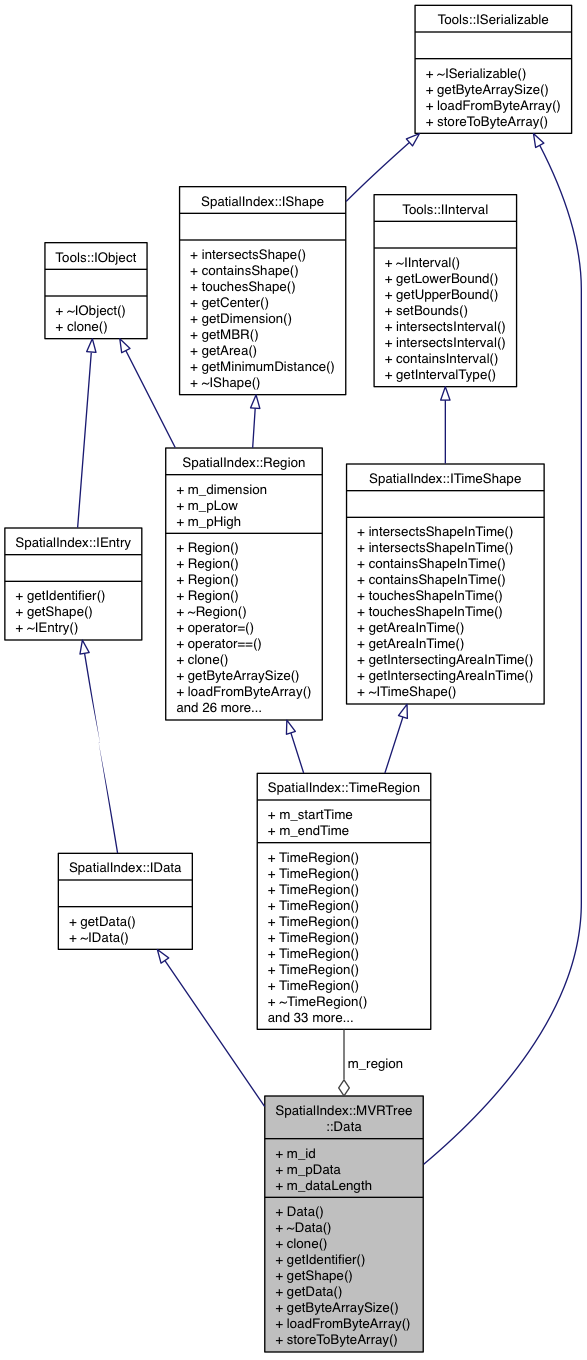 Tools::ISerializable
+ ~ISerializable()
+ getByteArraySize()
+ loadFromByteArray()
+ storeToByteArray()
SpatialIndex::IShape
+ intersectsShape()
+ containsShape()
+ touchesShape()
+ getCenter()
+ getDimension()
+ getMBR()
+ getArea()
+ getMinimumDistance()
+ ~IShape()
Tools::IInterval
+ ~IInterval()
+ getLowerBound()
+ getUpperBound()
+ setBounds()
+ intersectsInterval()
+ intersectsInterval()
+ containsInterval()
+ getIntervalType()
Tools::IObject
+ ~IObject()
+ clone()
SpatialIndex::Region
+ m_dimension
+ m_pLow
+ m_pHigh
+ Region()
+ Region()
+ Region()
+ Region()
+ ~Region()
+ operator=()
+ operator==()
+ clone()
+ getByteArraySize()
+ loadFromByteArray()
and 26 more...
SpatialIndex::ITimeShape
+ intersectsShapeInTime()
+ intersectsShapeInTime()
+ containsShapeInTime()
+ containsShapeInTime()
+ touchesShapeInTime()
+ touchesShapeInTime()
+ getAreaInTime()
+ getAreaInTime()
+ getIntersectingAreaInTime()
+ getIntersectingAreaInTime()
+ ~ITimeShape()
SpatialIndex::IEntry
+ getIdentifier()
+ getShape()
+ ~IEntry()
SpatialIndex::TimeRegion
+ m_startTime
+ m_endTime
+ TimeRegion()
+ TimeRegion()
+ TimeRegion()
+ TimeRegion()
+ TimeRegion()
+ TimeRegion()
+ TimeRegion()
+ TimeRegion()
+ TimeRegion()
+ ~TimeRegion()
and 33 more...
SpatialIndex::IData
+ getData()
+ ~IData()
m_region
SpatialIndex::MVRTree
::Data
+ m_id
+ m_pData
+ m_dataLength
+ Data()
+ ~Data()
+ clone()
+ getIdentifier()
+ getShape()
+ getData()
+ getByteArraySize()
+ loadFromByteArray()
+ storeToByteArray()